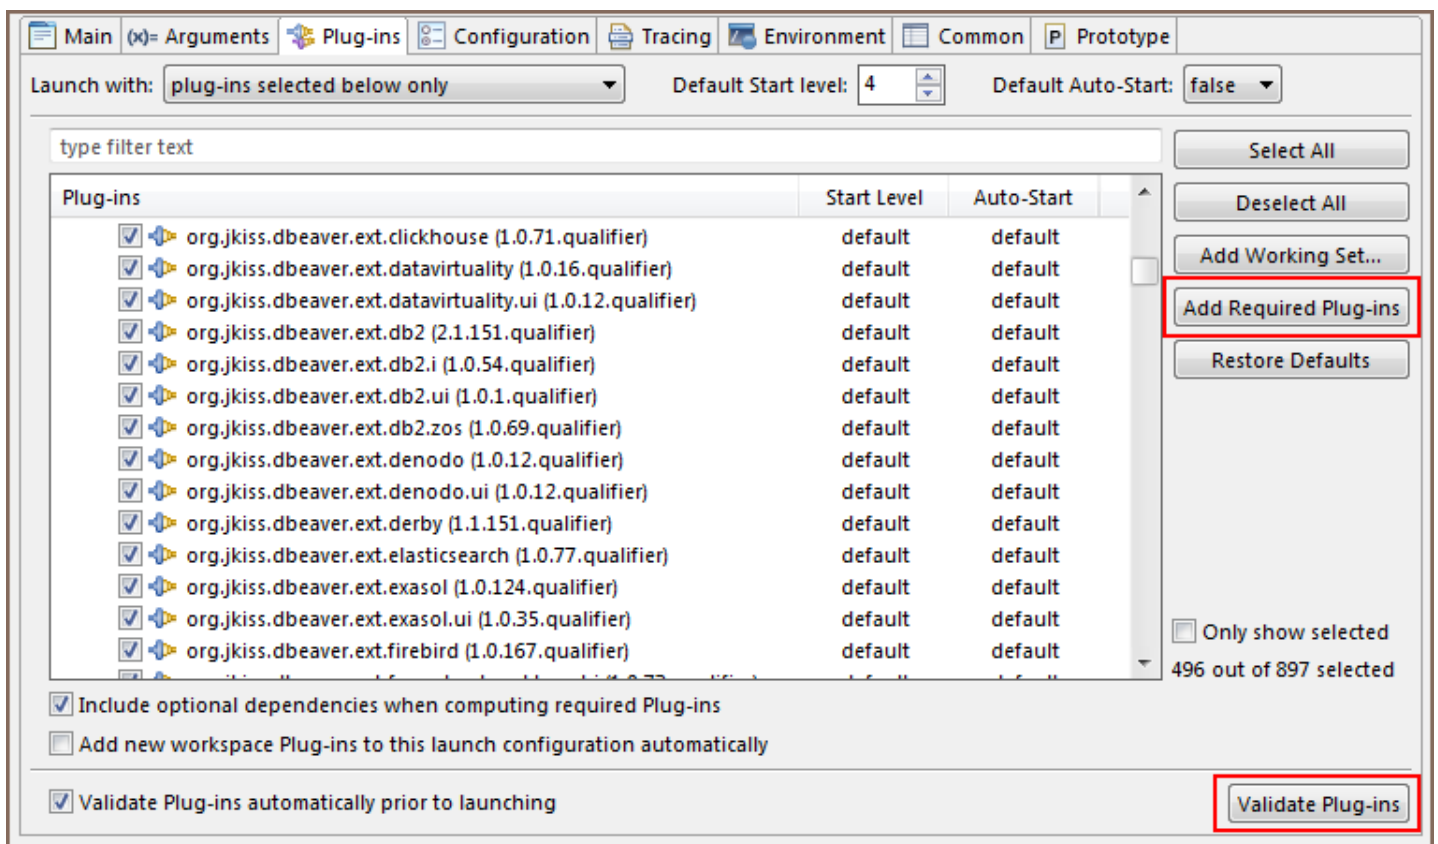 Main (x)= Arguments Plug-ins Configuration Tracing Environment Common P Prototype
Launch with: plug-ins selected below only Default Start level: 4 Default Auto-Start: false
type filter text Select All
Plug-ins Start Level Auto-Start Deselect All
org.jkiss.dbeaver.ext.clickhouse (1.0.71.qualifier) default default
Add Working Set...
org.jkiss.dbeaver.ext.datavirtuality (1.0.16.qualifier) default default
org.jkiss.dbeaver.ext.datavirtuality.ui (1.0.12.qualifier) default default
Add Required Plug-ins
org.jkiss.dbeaver.ext.db2 (2.1.151.qualifier) default default
org.jkiss.dbeaver.ext.db2.i (1.0.54.qualifier) default default
Restore Defaults
org.jkiss.dbeaver.ext.db2.ui (1.0.1.qualifier) default default
org.jkiss.dbeaver.ext.db2.zos (1.0.69.qualifier) default default
org.jkiss.dbeaver.ext.denodo (1.0.12.qualifier) default default
org.jkiss.dbeaver.ext.denodo.ui (1.0.12.qualifier) default default
org.jkiss.dbeaver.ext.derby (1.1.151.qualifier) default default
org.jkiss.dbeaver.ext.elasticsearch (1.0.77.qualifier) default default
org.jkiss.dbeaver.ext.exasol (1.0.124.qualifier) default default
org.jkiss.dbeaver.ext.exasol.ui (1.0.35.qualifier) default default
Only show selected
org.jkiss.dbeaver.ext.firebird (1.0.167.qualifier) default default
496 out of 897 selected
Include optional dependencies when computing required Plug-ins
Add new workspace Plug-ins to this launch configuration automatically
Validate Plug-ins automatically prior to launching Validate Plug-ins